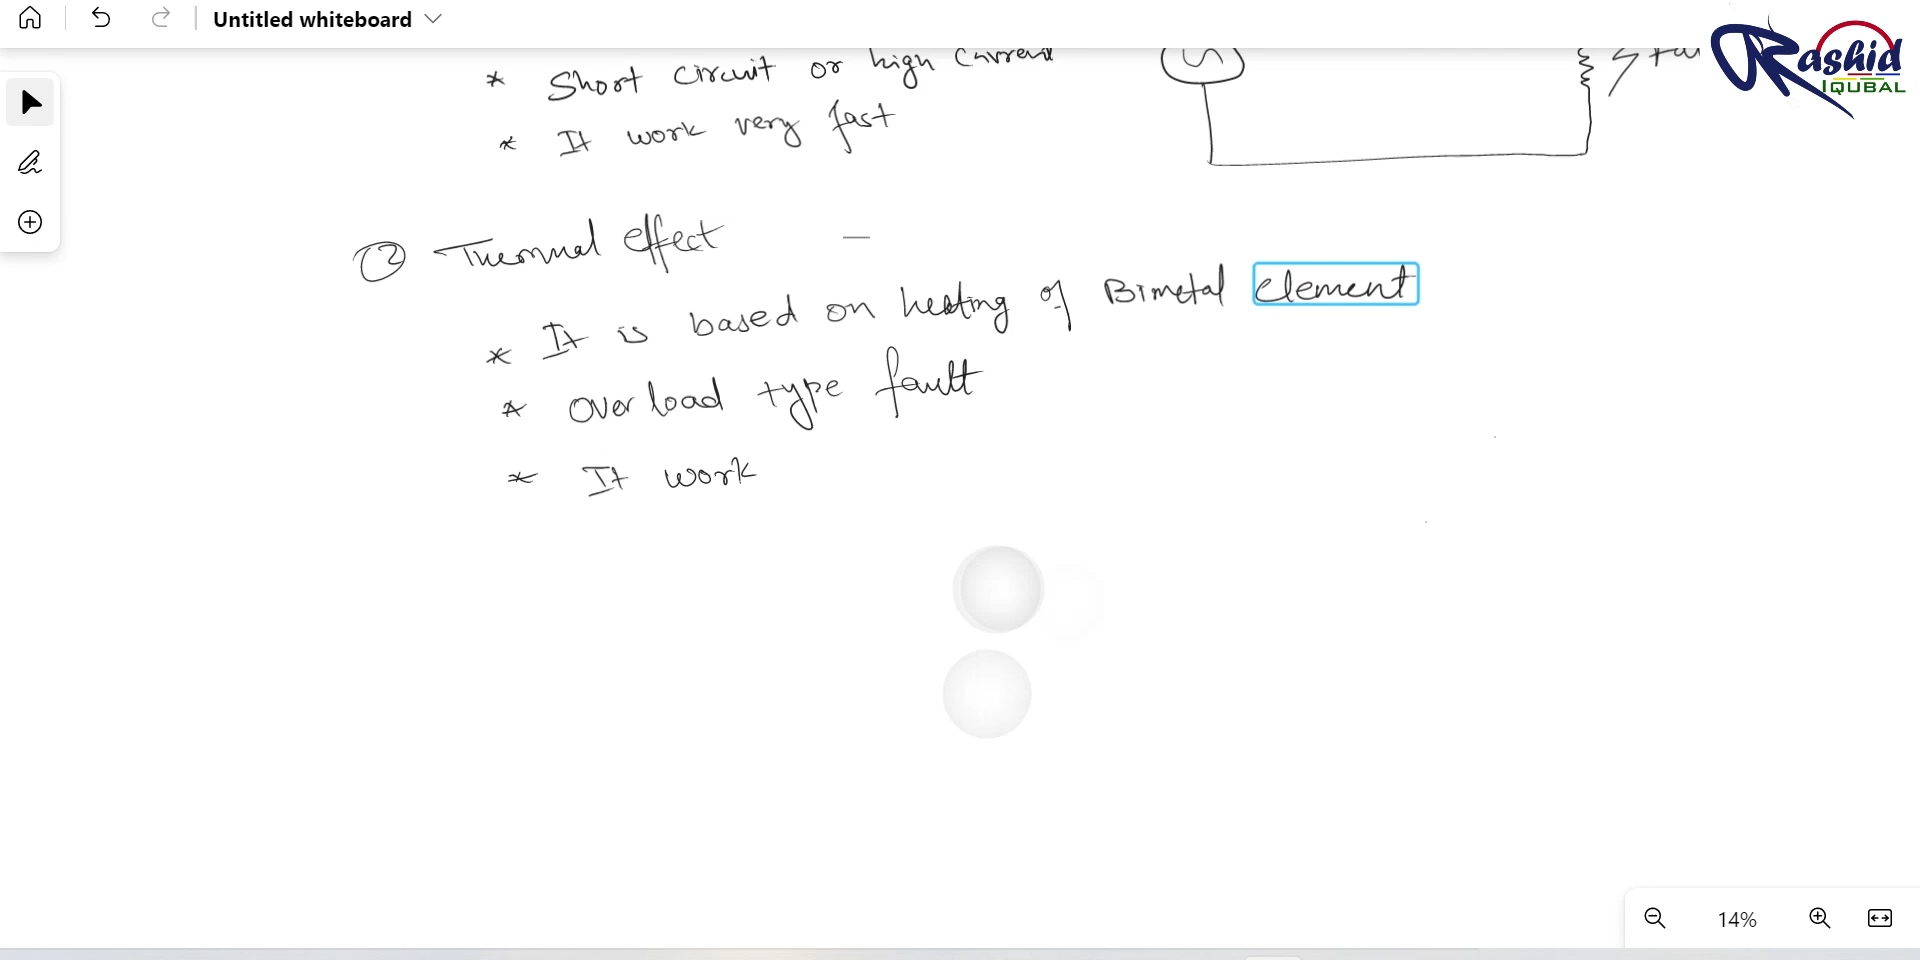 Untitled whiteboard
Rashid
IQUBAL
* Short Circuit or high Current
* It work very fast
② Thermal effect —
* It is based on heating of Bimetal element
* Over load type fault
* It work
14%